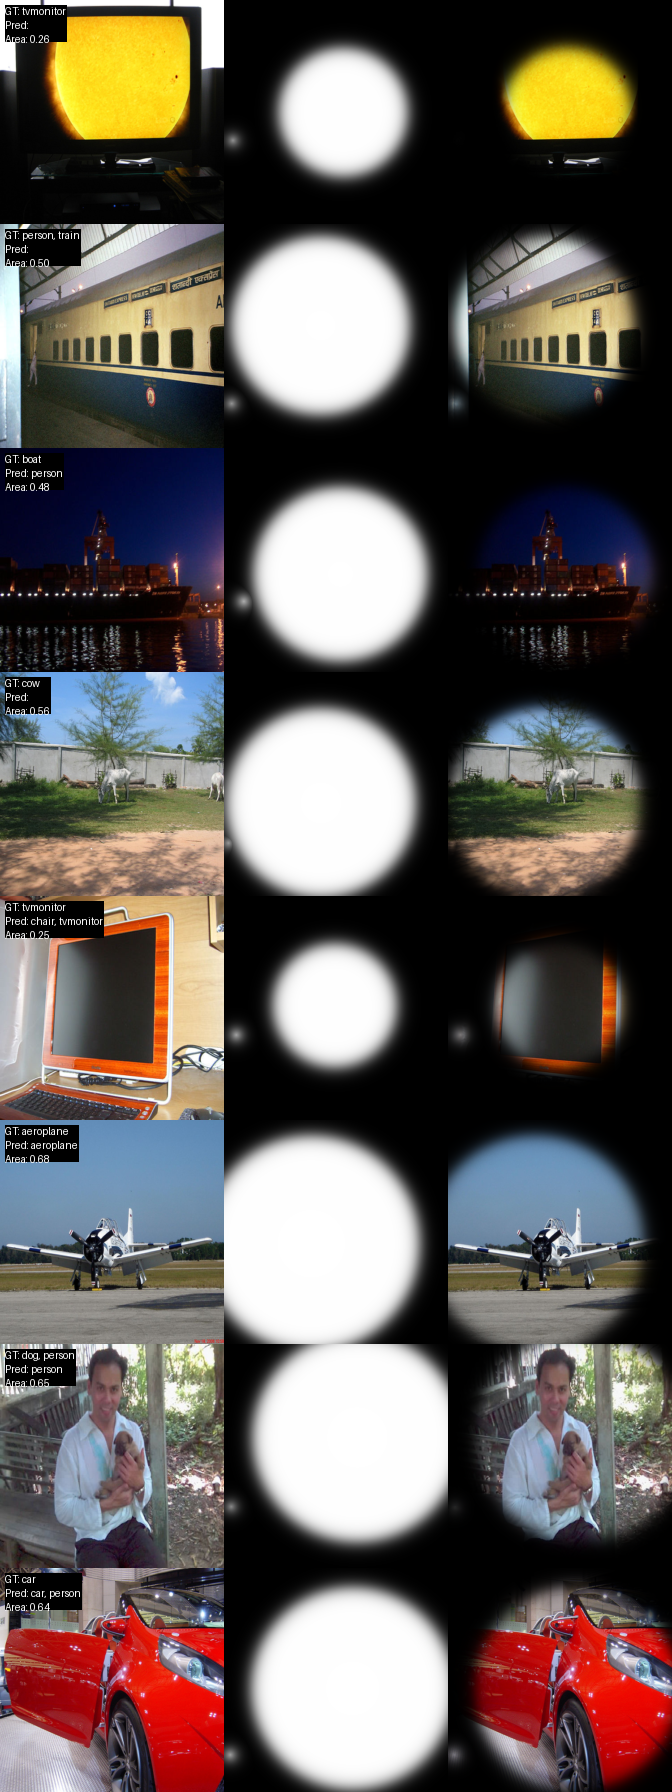 GT: tvmonitor
Pred:
Area: 0.26
GT: person, train
Pred:
Area: 0.50
GT: boat
Pred: person
Area: 0.48
GT: cow
Pred:
Area: 0.56
GT: tvmonitor
Pred: chair, tvmonitor
Area: 0.25
GT: aeroplane
Pred: aeroplane
Area: 0.68
GT: dog, person
Pred: person
Area: 0.65
GT: car
Pred: car, person
Area: 0.64